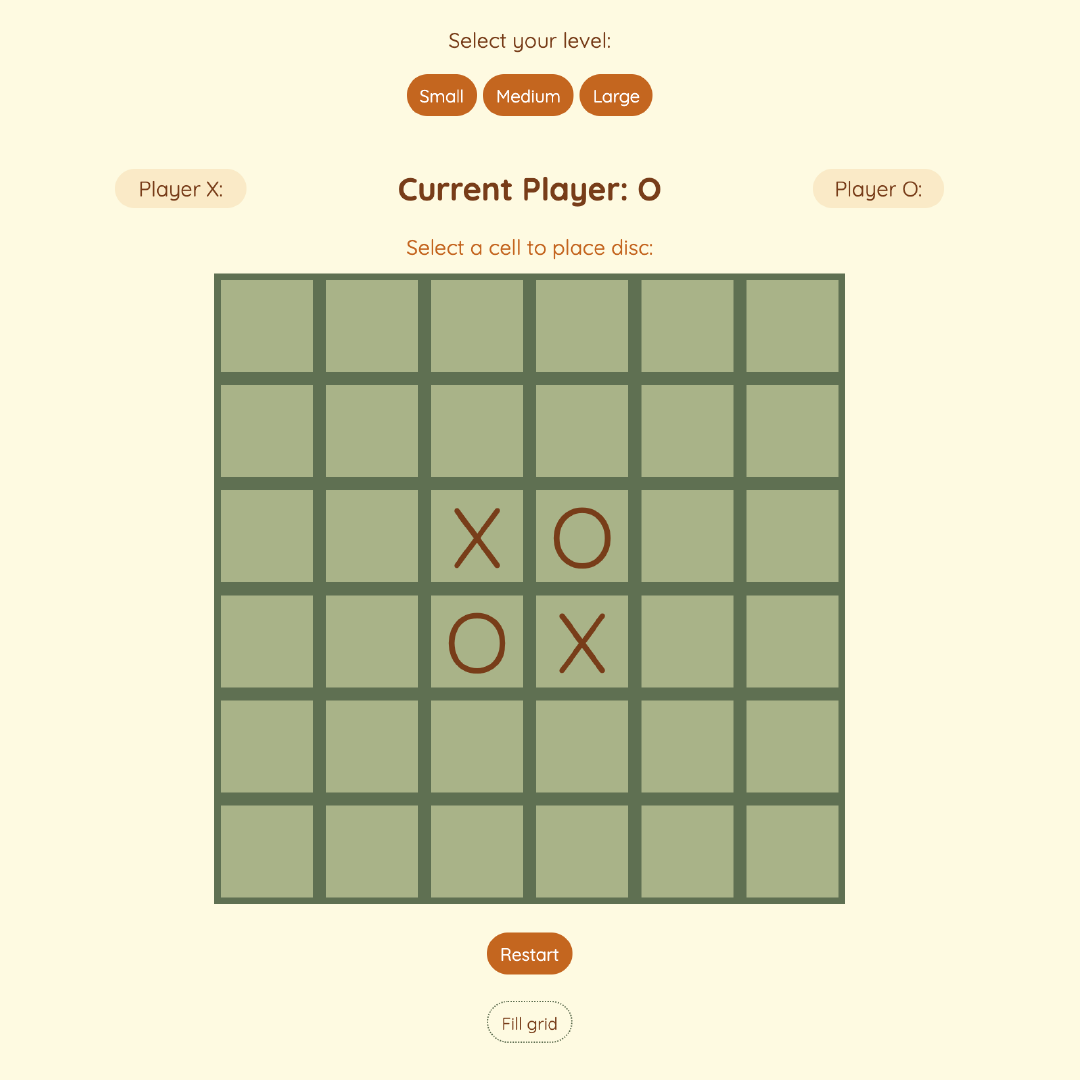 Select your level:
Small Medium Large
Player X: Current Player: O Player O:
Select a cell to place disc:
X O
O X
Restart
Fill grid